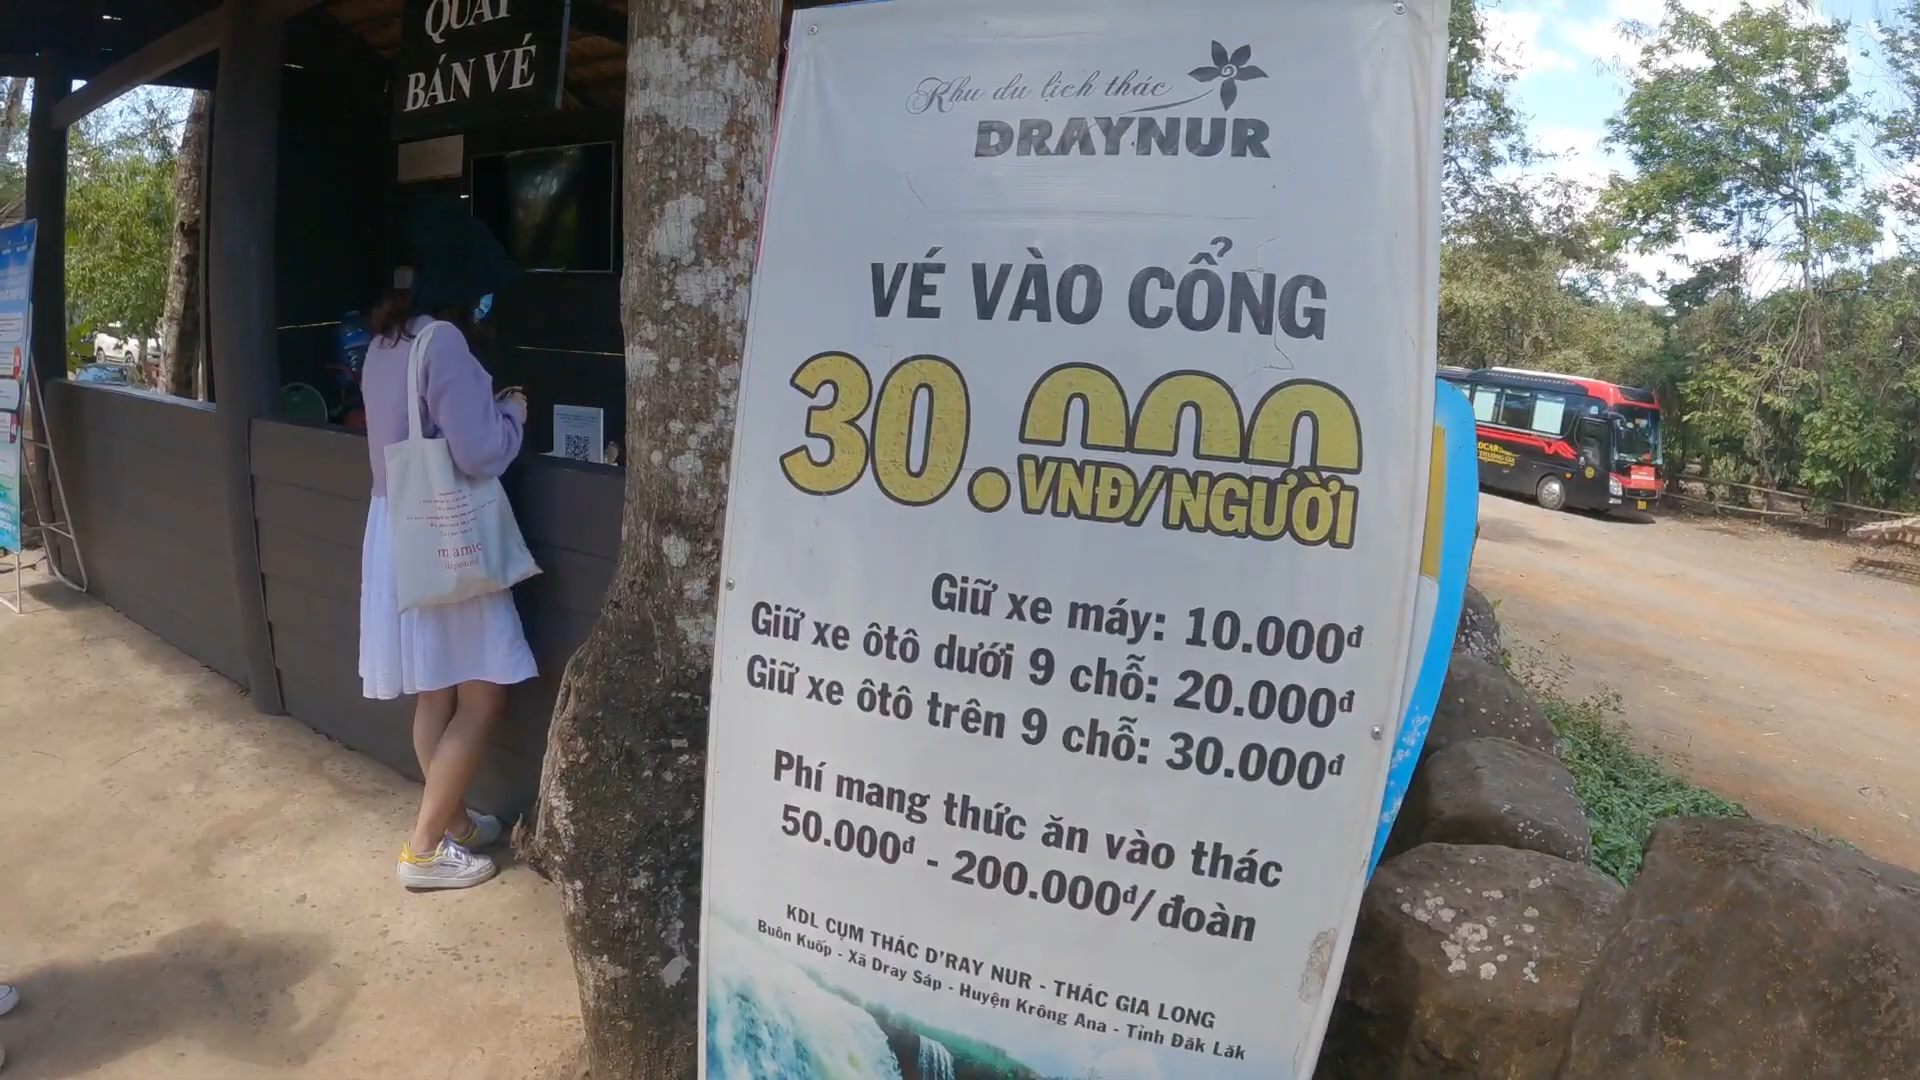 QUẦY
BÁN VÉ
Khu du lịch thác
DRAYNUR
VÉ VÀO CỔNG
30.000
VNĐ/NGƯỜI
Giữ xe máy: 10.000đ
Giữ xe ôtô dưới 9 chỗ: 20.000đ
Giữ xe ôtô trên 9 chỗ: 30.000đ
Phí mang thức ăn vào thác
50.000đ - 200.000đ/đoàn
KDL CỤM THÁC D'RAY NUR - THÁC GIA LONG
Buôn Kuốp - Xã Dray Sáp - Huyện Krông Ana - Tỉnh Đăk Lăk
mamie